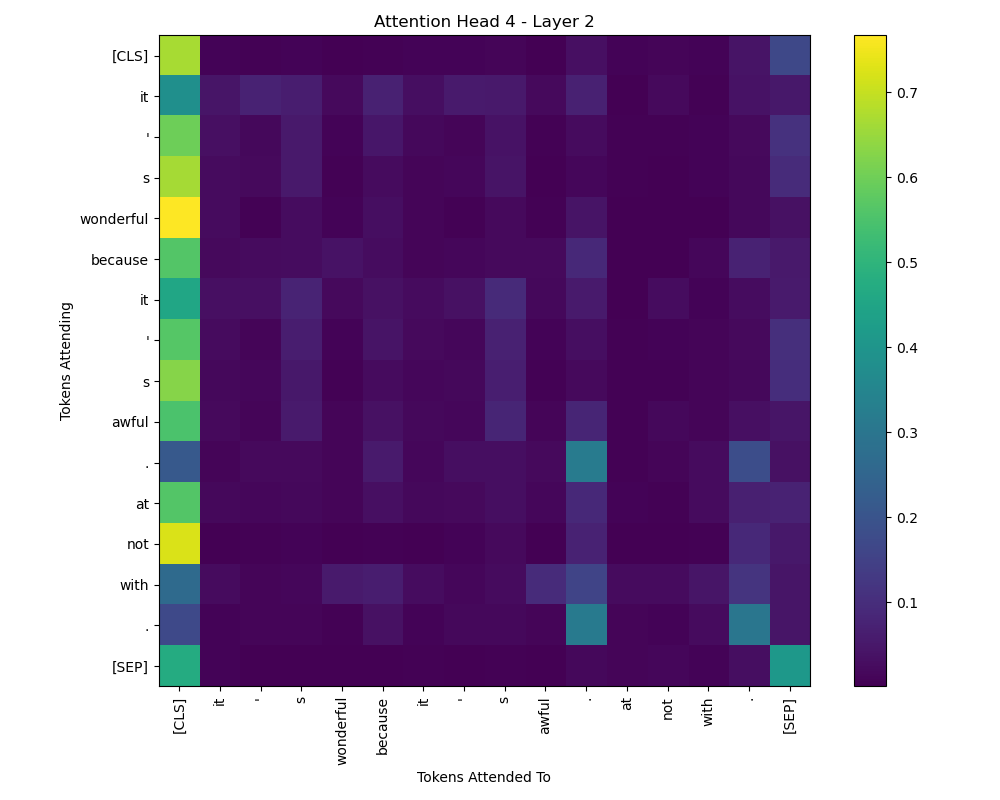 Attention Head 4 - Layer 2
[CLS]
it
'
s
wonderful
because
it
'
s
awful
.
at
not
with
.
[SEP]
Tokens Attending
[CLS]
it
'
s
wonderful
because
it
'
s
awful
.
at
not
with
.
[SEP]
Tokens Attended To
0.7
0.6
0.5
0.4
0.3
0.2
0.1